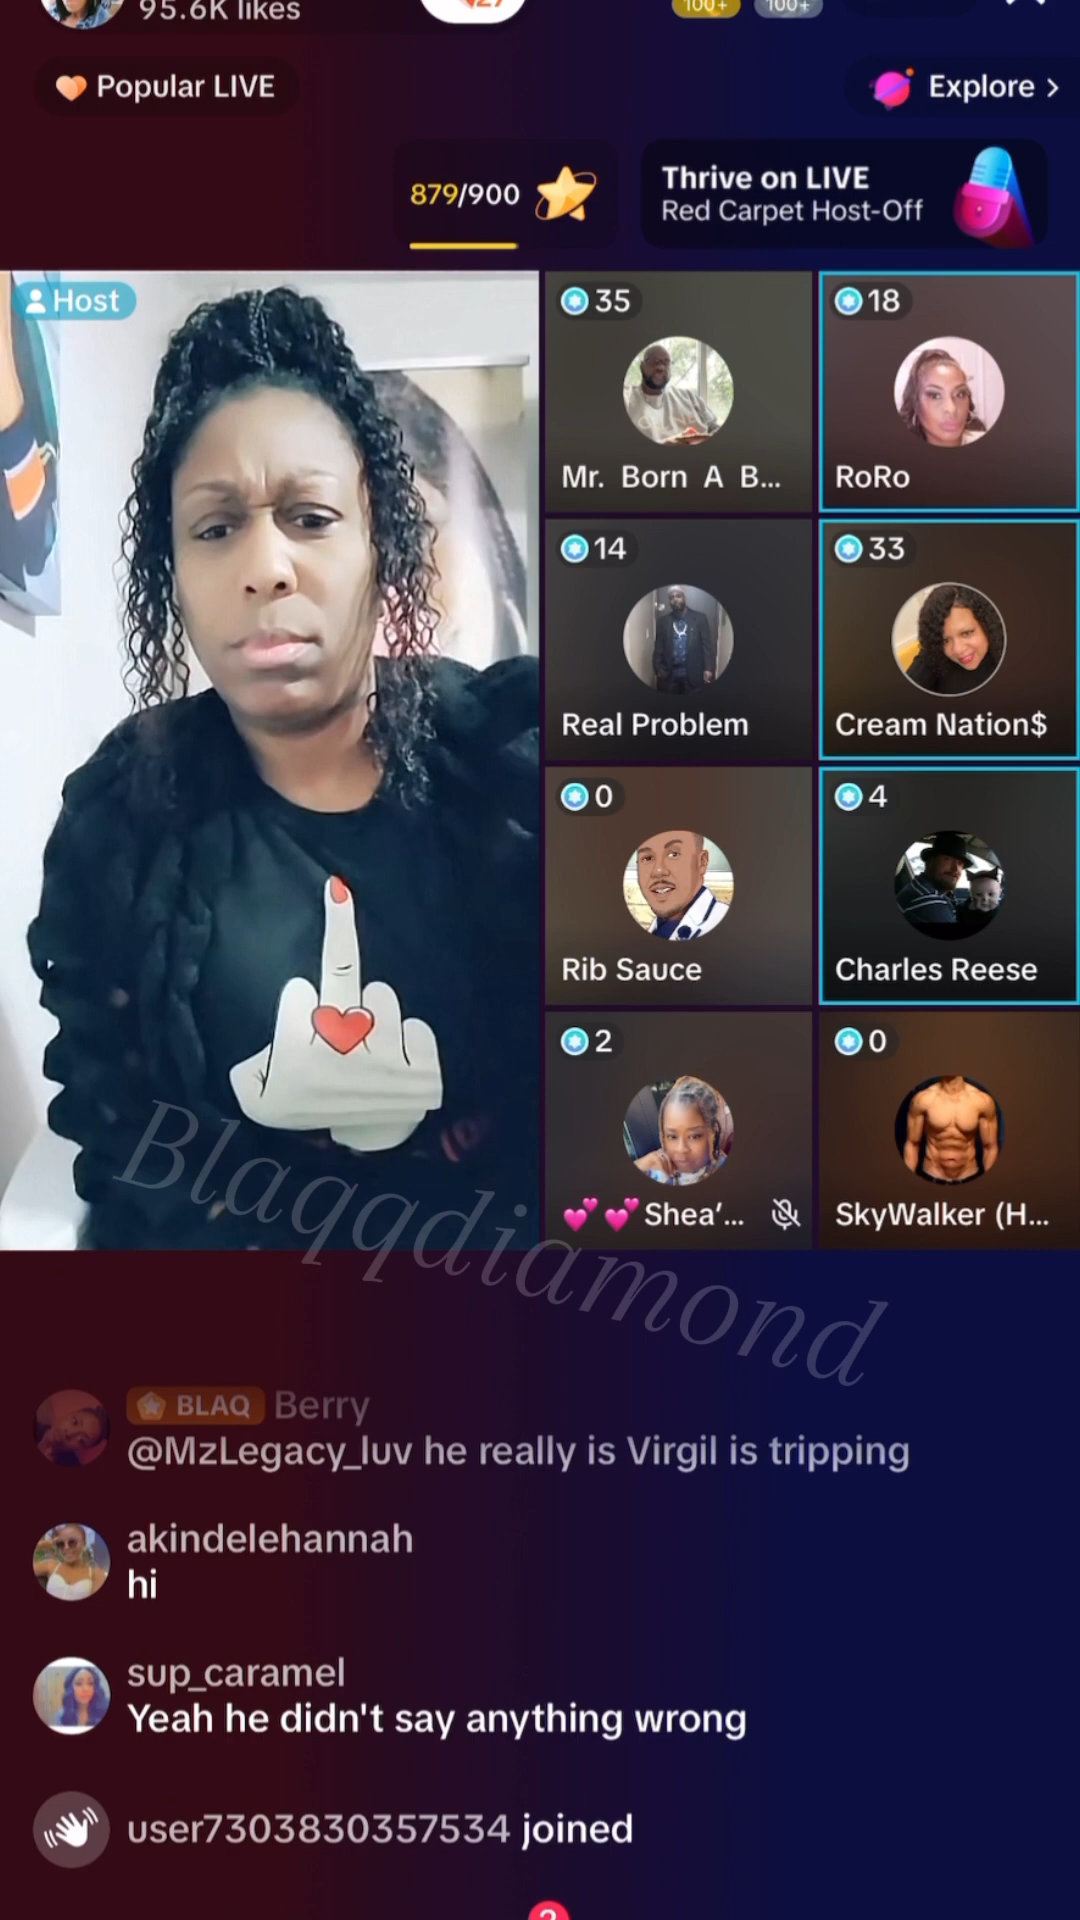 95.6K likes
27
100+
100+
Popular LIVE
Explore >
879/900
Thrive on LIVE
Red Carpet Host-Off
Host
35
18
Mr. Born A B...
RoRo
14
33
Real Problem
Cream Nation$
0
4
Rib Sauce
Charles Reese
2
0
💕💕Shea’...
SkyWalker (H...
Blaqqdiamond
BLAQ Berry
@MzLegacy_luv he really is Virgil is tripping
akindelehannah
hi
sup_caramel
Yeah he didn't say anything wrong
user7303830357534 joined